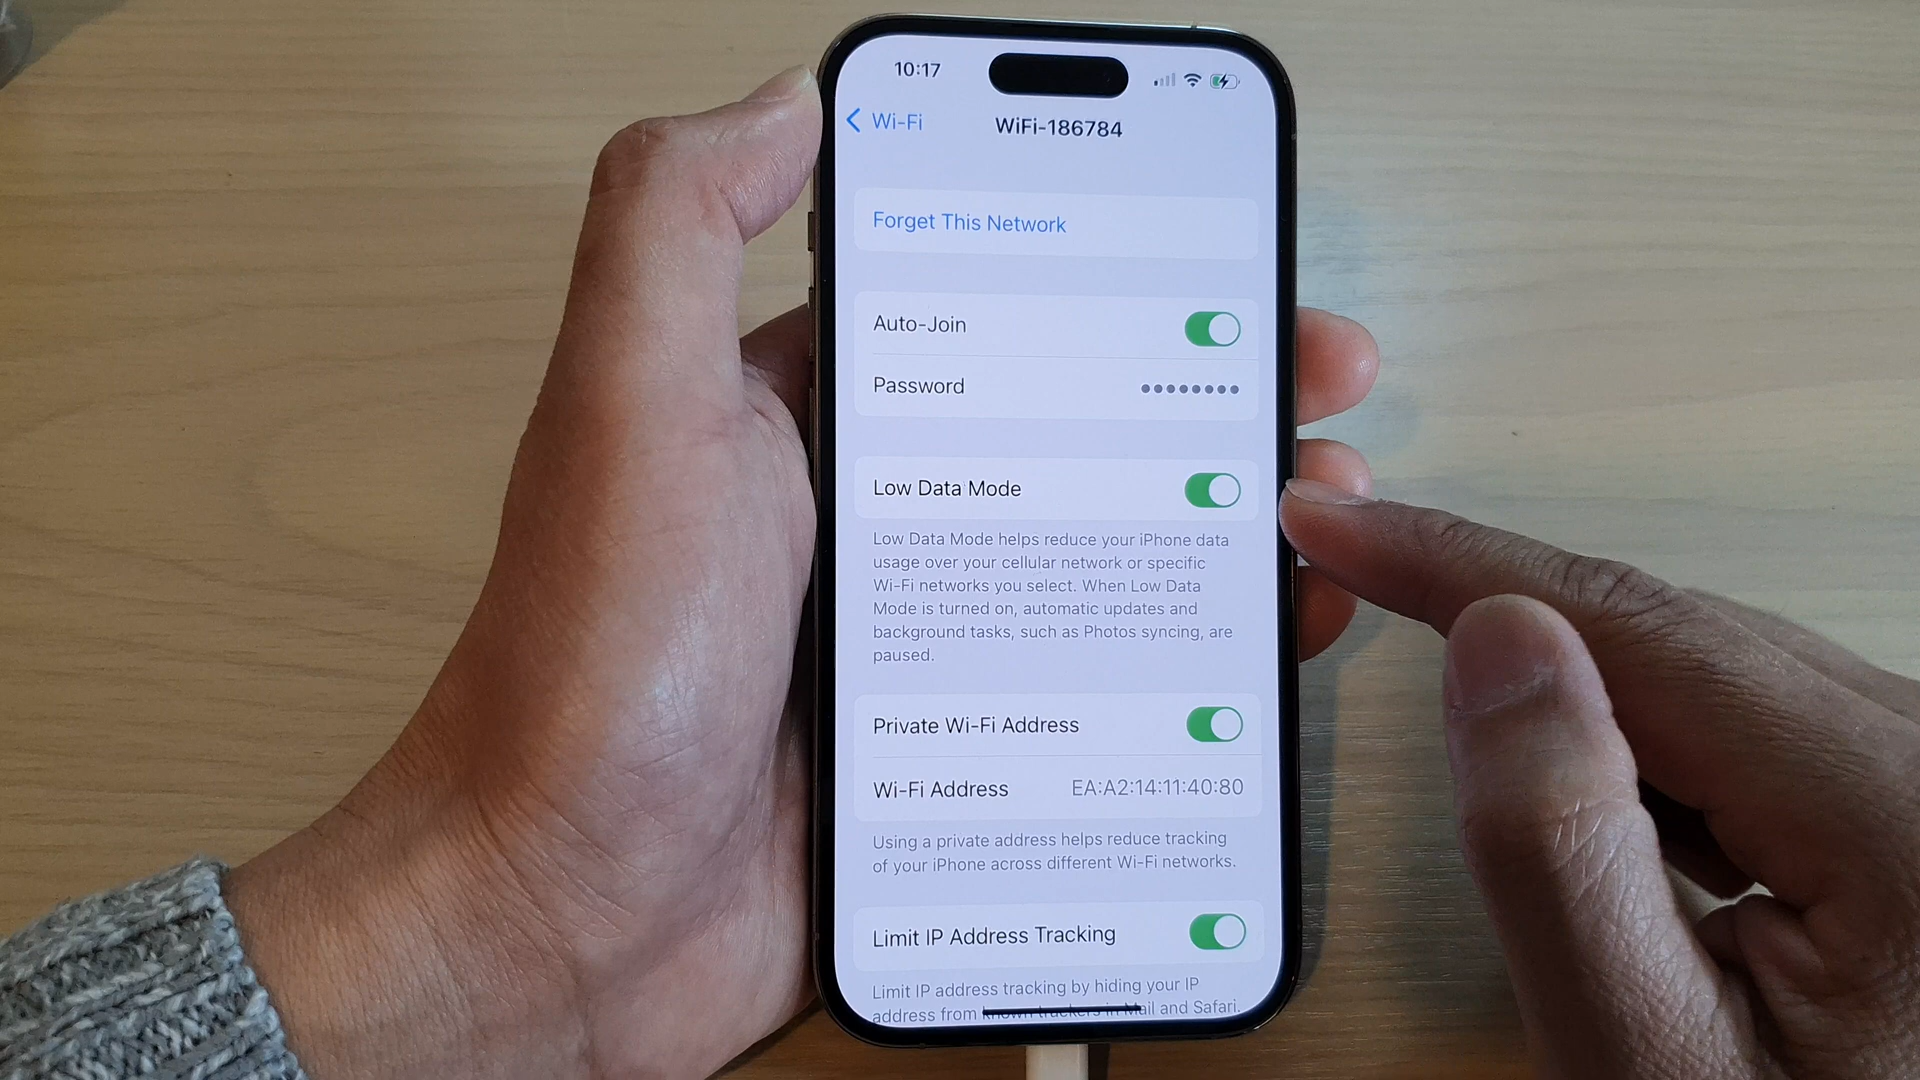 10:17
Wi-Fi
WiFi-186784
Forget This Network
Auto-Join
Password ●●●●●●●●
Low Data Mode
Low Data Mode helps reduce your iPhone data
usage over your cellular network or specific
Wi-Fi networks you select. When Low Data
Mode is turned on, automatic updates and
background tasks, such as Photos syncing, are
paused.
Private Wi-Fi Address
Wi-Fi Address EA:A2:14:11:40:80
Using a private address helps reduce tracking
of your iPhone across different Wi-Fi networks.
Limit IP Address Tracking
Limit IP address tracking by hiding your IP
address from known trackers in Mail and Safari.